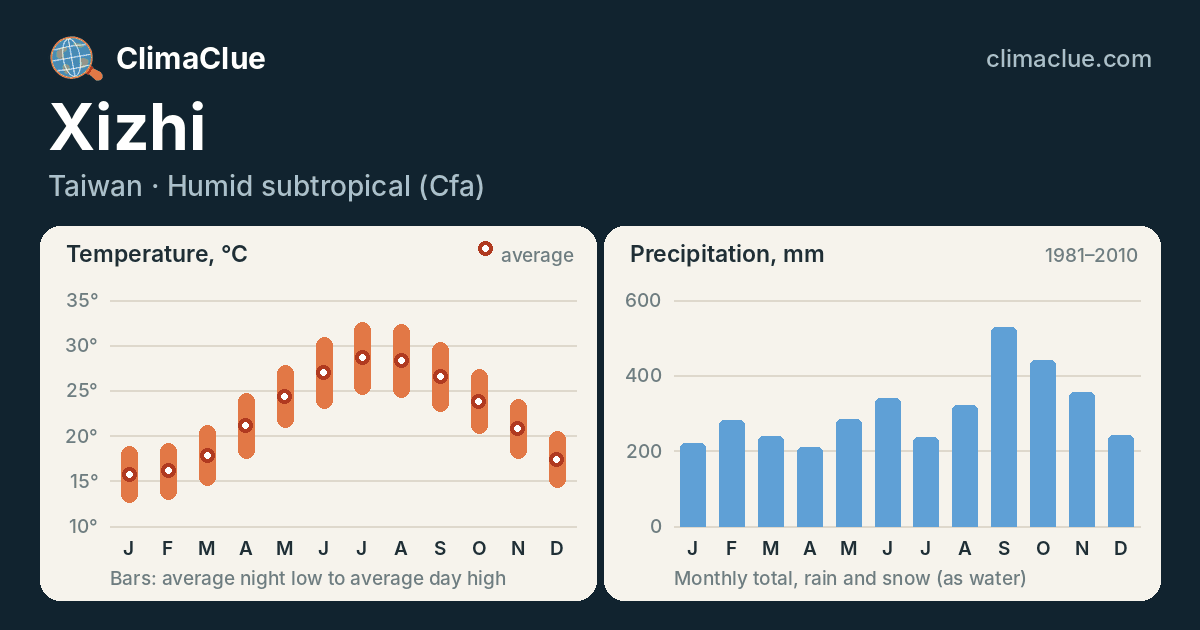 ClimaClue
climaclue.com
Xizhi
Taiwan · Humid subtropical (Cfa)
Temperature, °C
average
35°
30°
25°
20°
15°
10°
J F M A M J J A S O N D
Bars: average night low to average day high
Precipitation, mm
1981–2010
600
400
200
0
J F M A M J J A S O N D
Monthly total, rain and snow (as water)